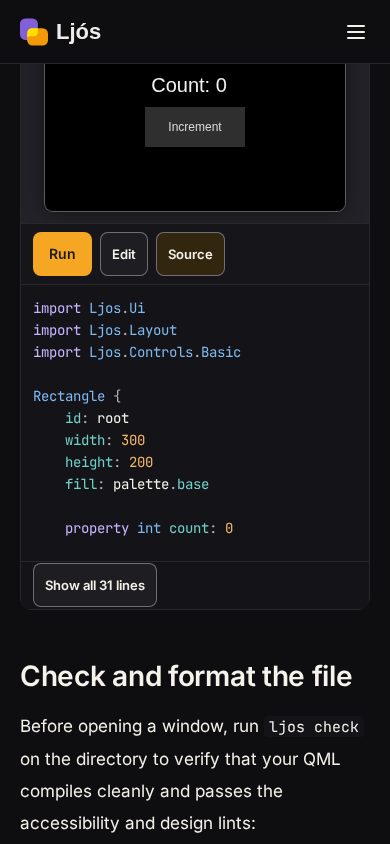 Ljós
Count: 0
Increment
Run
Edit
Source
import Ljos.Ui
import Ljos.Layout
import Ljos.Controls.Basic
Rectangle {
    id: root
    width: 300
    height: 200
    fill: palette.base
    property int count: 0
Show all 31 lines
Check and format the file
Before opening a window, run ljos check
on the directory to verify that your QML
compiles cleanly and passes the
accessibility and design lints: